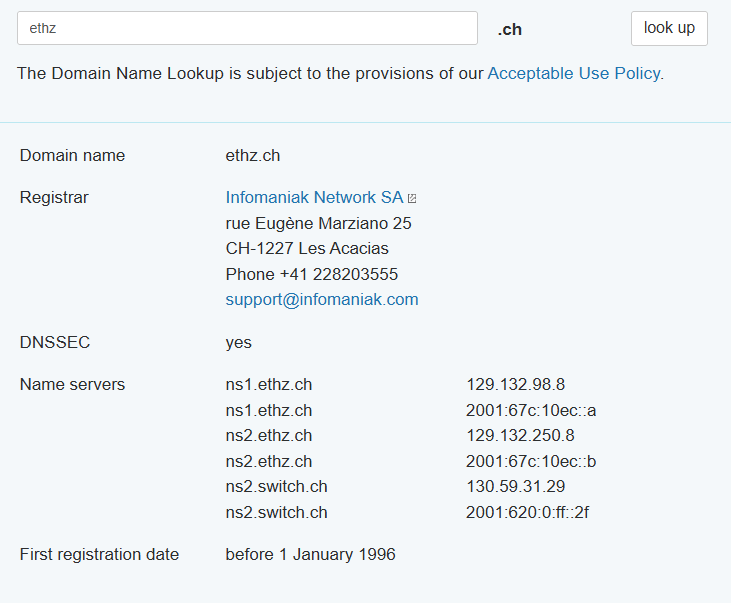 ethz .ch look up
The Domain Name Lookup is subject to the provisions of our Acceptable Use Policy.
Domain name ethz.ch
Registrar Infomaniak Network SA
rue Eugène Marziano 25
CH-1227 Les Acacias
Phone +41 228203555
support@infomaniak.com
DNSSEC yes
Name servers ns1.ethz.ch 129.132.98.8
ns1.ethz.ch 2001:67c:10ec::a
ns2.ethz.ch 129.132.250.8
ns2.ethz.ch 2001:67c:10ec::b
ns2.switch.ch 130.59.31.29
ns2.switch.ch 2001:620:0:ff::2f
First registration date before 1 January 1996